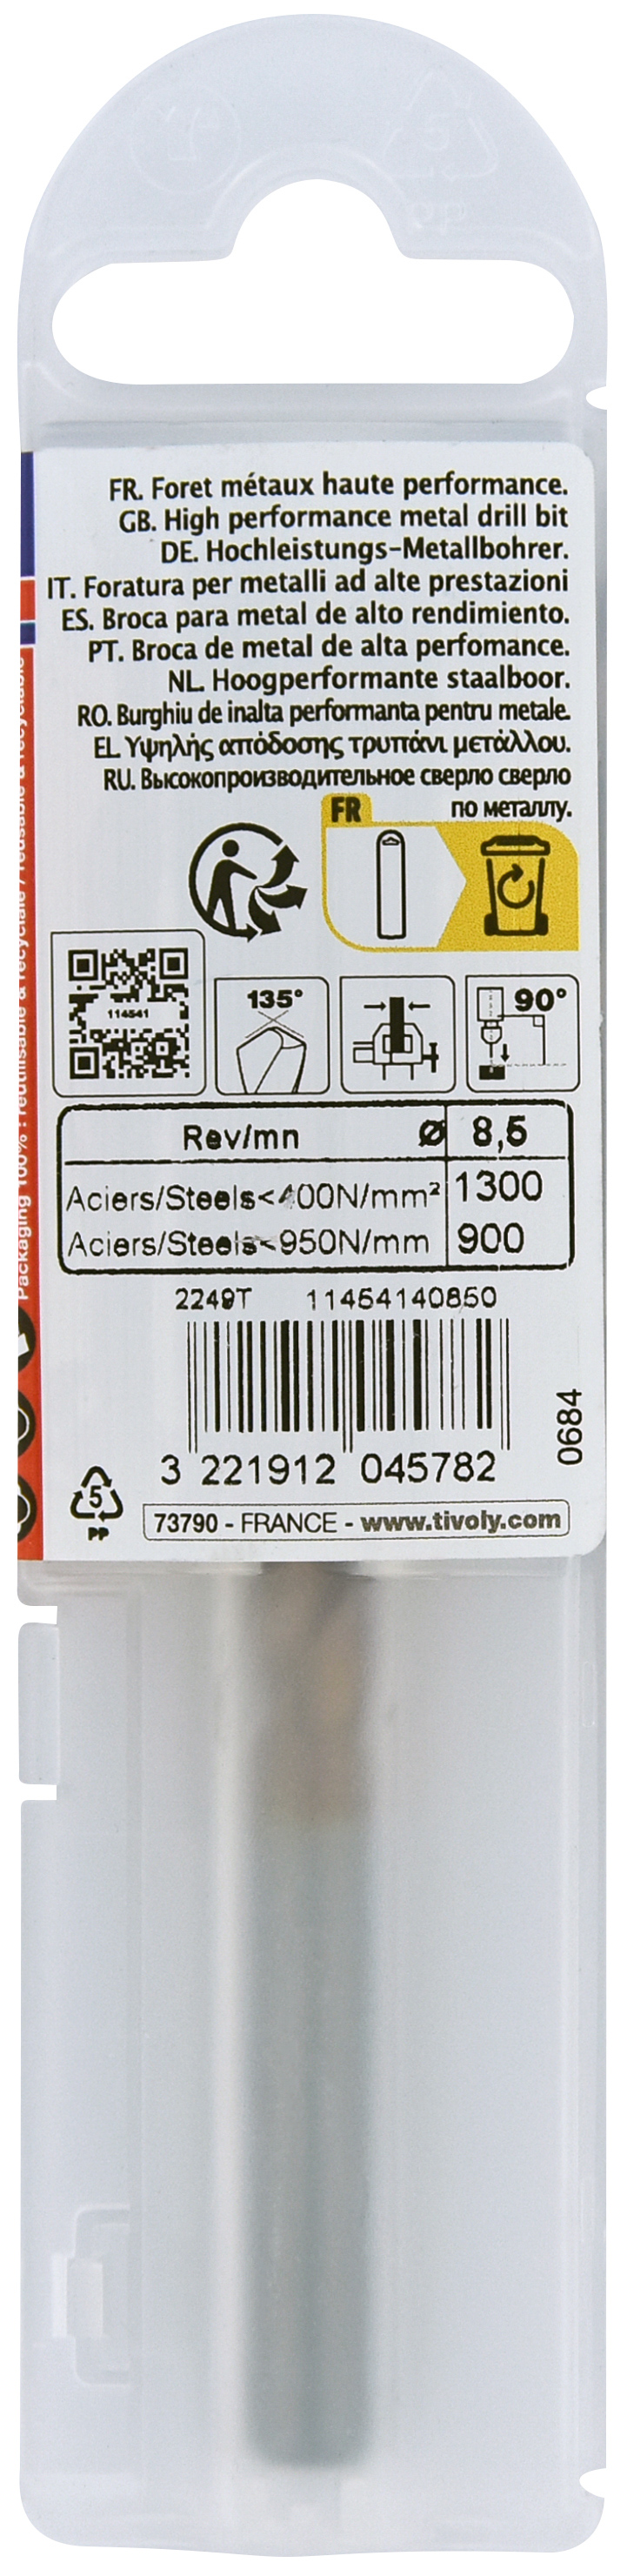 5
PP
FR. Foret métaux haute performance.
GB. High performance metal drill bit
DE. Hochleistungs-Metallbohrer.
IT. Foratura per metalli ad alte prestazioni
ES. Broca para metal de alto rendimiento.
PT. Broca de metal de alta perfomance.
NL. Hoogperformante staalboor.
RO. Burghiu de inalta performanta pentru metale.
EL. Υψηλής απόδοσης τρυπάνι μετάλλου.
RU. Высокопроизводительное сверло сверло
по металлу.
FR
114541
135°
90°
Rev/mn Ø 8,5
Aciers/Steels<400N/mm² 1300
Aciers/Steels<950N/mm 900
2249T 11454140850
3 221912 045782
0684
5
PP
73790 - FRANCE - www.tivoly.com
Packaging 100% : réutilisable & recyclable / reusable & recyclable